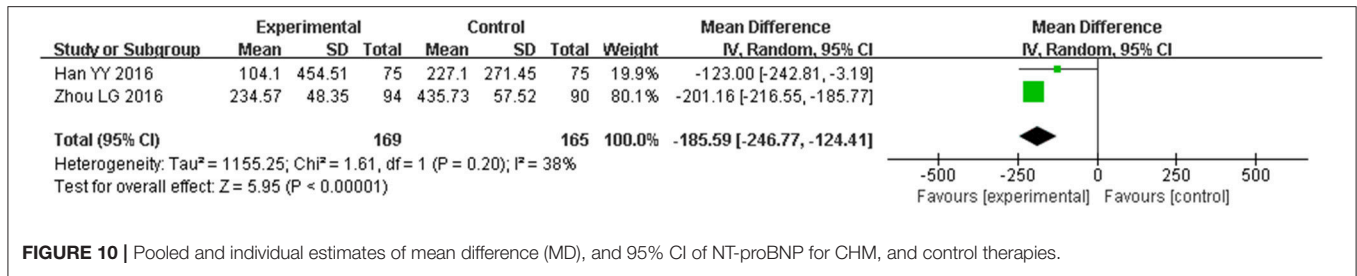 Experimental Control Mean Difference Mean Difference
Study or Subgroup Mean SD Total Mean SD Total Weight IV, Random, 95% CI IV, Random, 95% CI
Han YY 2016 104.1 454.51 75 227.1 271.45 75 19.9% -123.00 [-242.81, -3.19]
Zhou LG 2016 234.57 48.35 94 435.73 57.52 90 80.1% -201.16 [-216.55, -185.77]
Total (95% CI) 169 165 100.0% -185.59 [-246.77, -124.41]
Heterogeneity: Tau² = 1155.25; Chi² = 1.61, df = 1 (P = 0.20); I² = 38%
Test for overall effect: Z = 5.95 (P < 0.00001)
-500 -250 0 250 500
Favours [experimental] Favours [control]
FIGURE 10 | Pooled and individual estimates of mean difference (MD), and 95% CI of NT-proBNP for CHM, and control therapies.